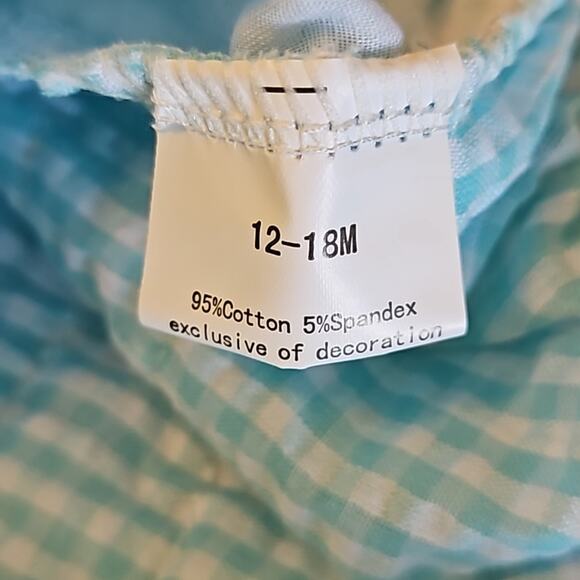 12-18M
95%Cotton 5%Spandex
exclusive of decoration